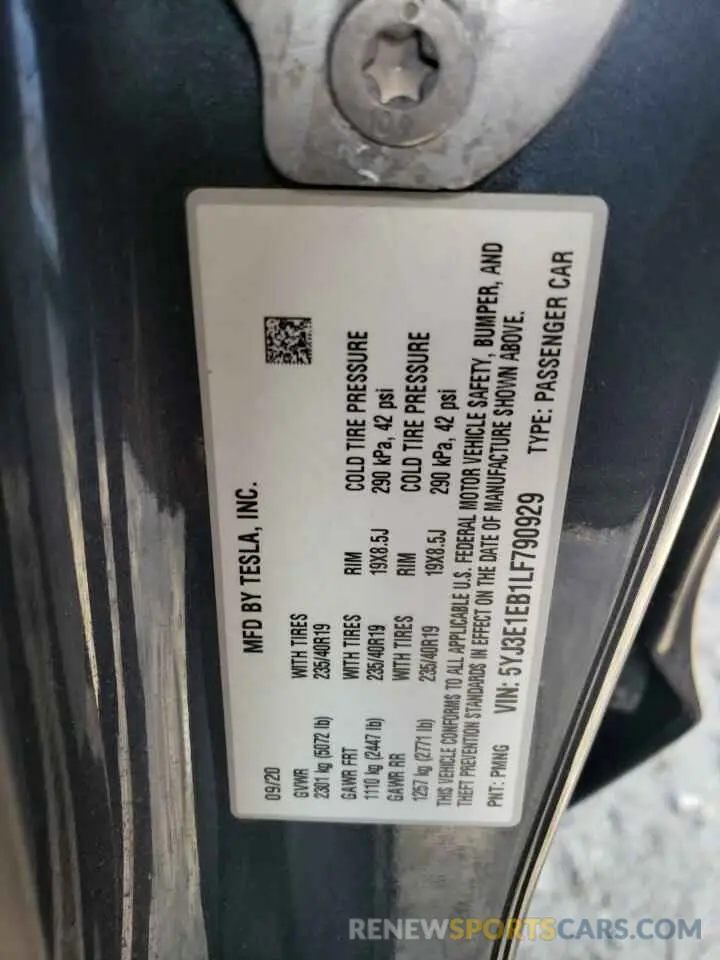 MFD BY TESLA, INC.
09/20
GVWR WITH TIRES RIM COLD TIRE PRESSURE
2301 kg (5072 lb) 235/40R19 19X8.5J 290 kPa, 42 psi
GAWR FRT WITH TIRES RIM COLD TIRE PRESSURE
1110 kg (2447 lb) 235/40R19 19X8.5J 290 kPa, 42 psi
GAWR RR WITH TIRES
1257 kg (2771 lb) 235/40R19
THIS VEHICLE CONFORMS TO ALL APPLICABLE U.S. FEDERAL MOTOR VEHICLE SAFETY, BUMPER, AND
THEFT PREVENTION STANDARDS IN EFFECT ON THE DATE OF MANUFACTURE SHOWN ABOVE.
PNT: PMNG VIN: 5YJ3E1EB1LF790929 TYPE: PASSENGER CAR
RENEWSPORTSCARS.COM